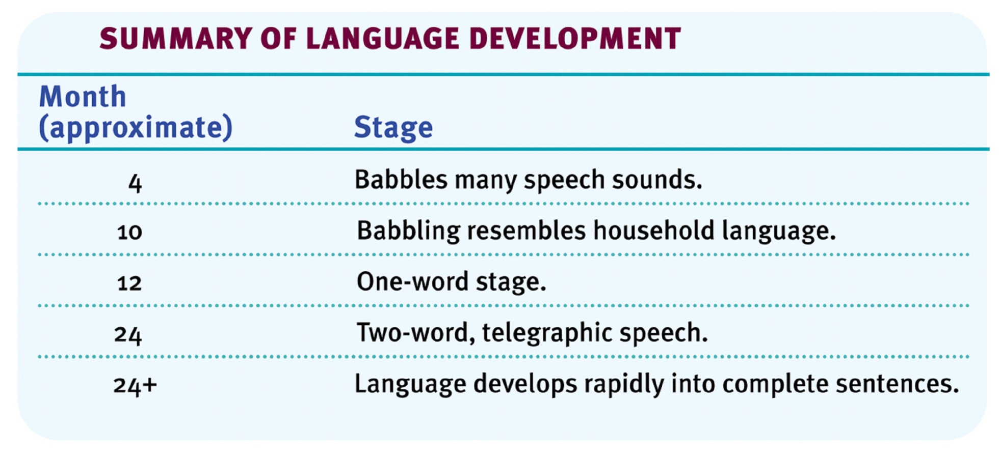 SUMMARY OF LANGUAGE DEVELOPMENT
Month
(approximate) Stage
4 Babbles many speech sounds.
10 Babbling resembles household language.
12 One-word stage.
24 Two-word, telegraphic speech.
24+ Language develops rapidly into complete sentences.